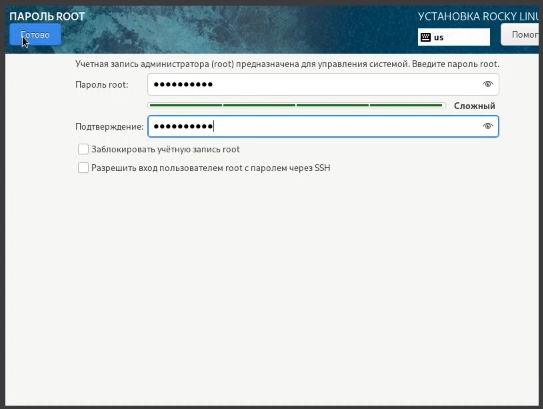 ПАРОЛЬ ROOT
УСТАНОВКА ROCKY LINU
Готово
us
Помог
Учетная запись администратора (root) предназначена для управления системой. Введите пароль root.
Пароль root: ●●●●●●●●●●
Сложный
Подтверждение: ●●●●●●●●●●
Заблокировать учётную запись root
Разрешить вход пользователем root с паролем через SSH